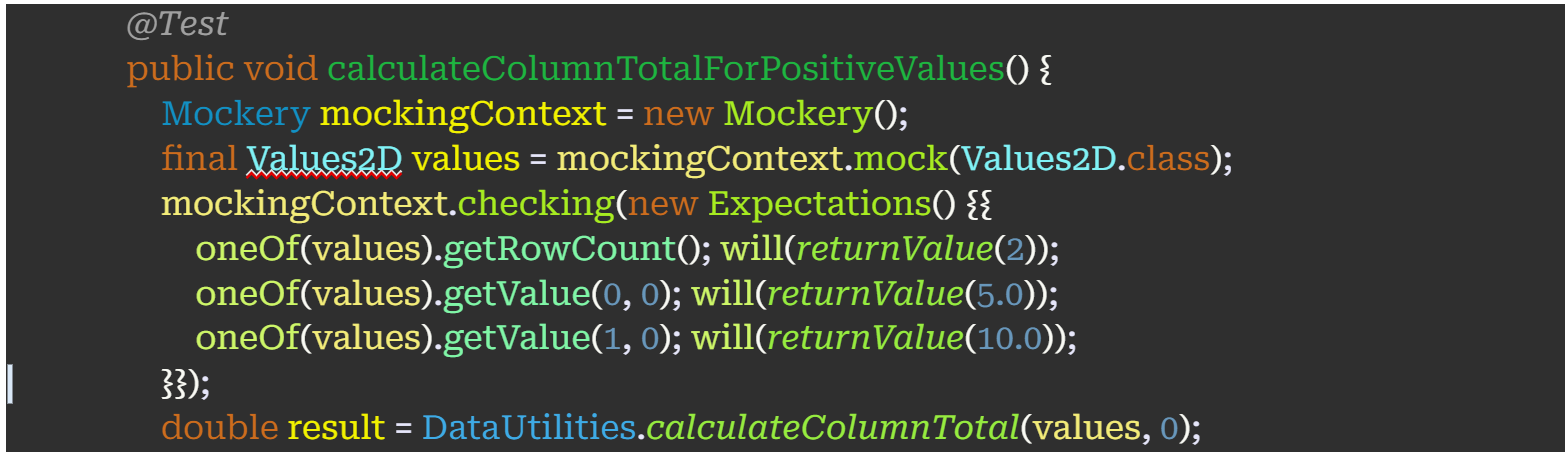 @Test
public void calculateColumnTotalForPositiveValues() {
Mockery mockingContext = new Mockery();
final Values2D values = mockingContext.mock(Values2D.class);
mockingContext.checking(new Expectations() {{
oneOf(values).getRowCount(); will(returnValue(2));
oneOf(values).getValue(0, 0); will(returnValue(5.0));
oneOf(values).getValue(1, 0); will(returnValue(10.0));
}});
double result = DataUtilities.calculateColumnTotal(values, 0);